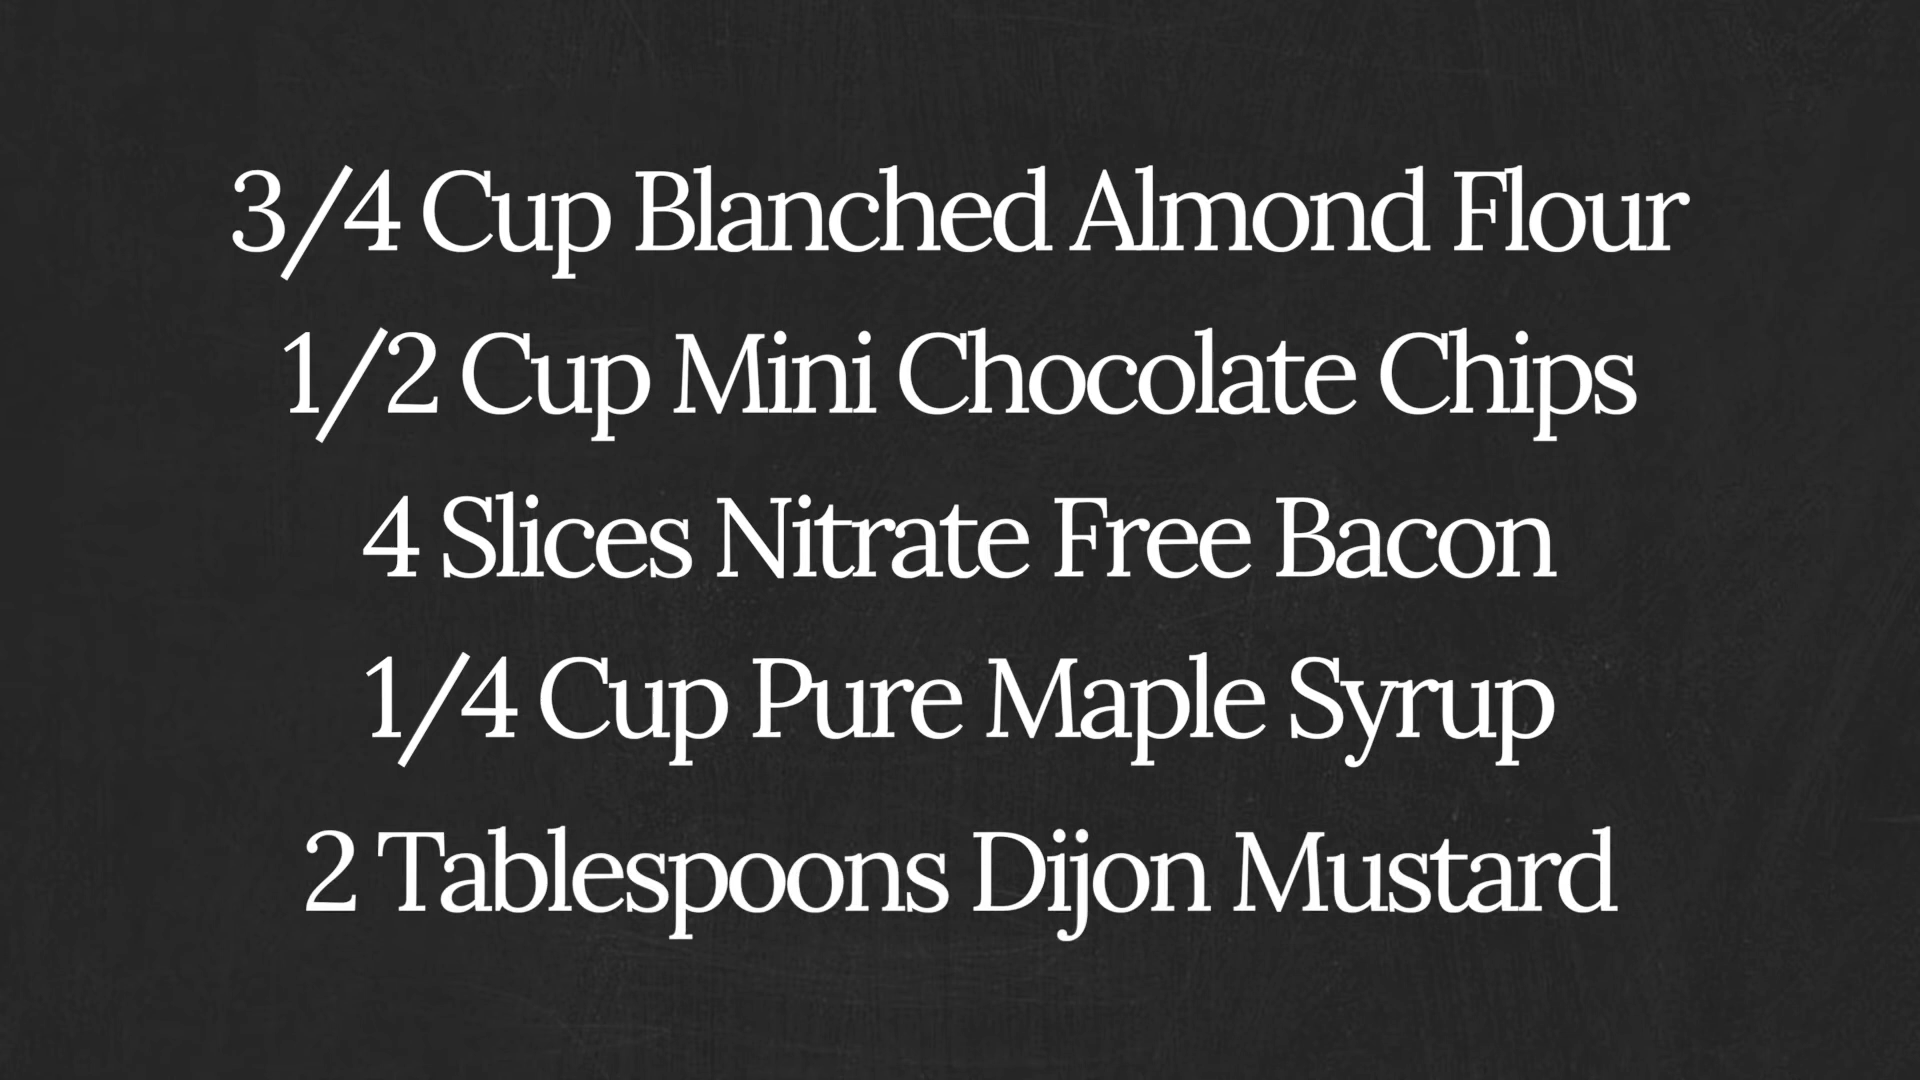 3/4 Cup Blanched Almond Flour
1/2 Cup Mini Chocolate Chips
4 Slices Nitrate Free Bacon
1/4 Cup Pure Maple Syrup
2 Tablespoons Dijon Mustard